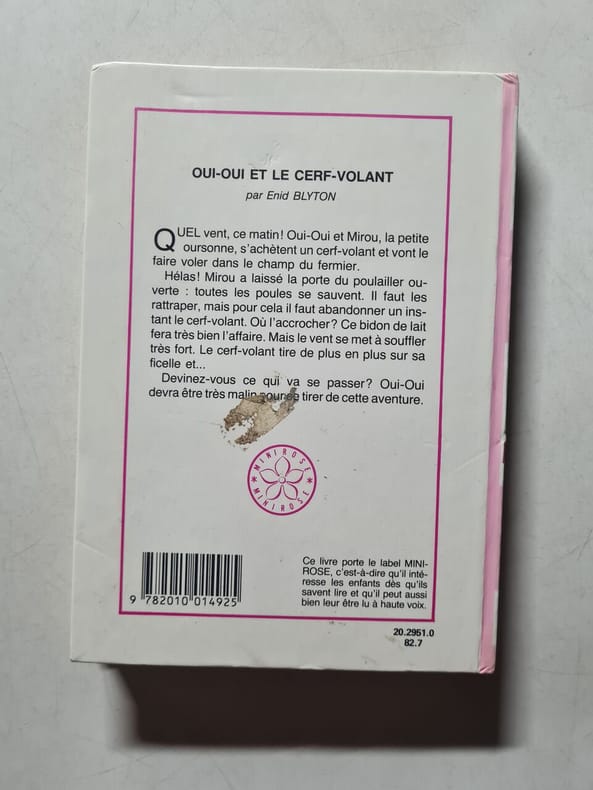 OUI-OUI ET LE CERF-VOLANT
par Enid BLYTON
QUEL vent, ce matin! Oui-Oui et Mirou, la petite
oursonne, s'achètent un cerf-volant et vont le
faire voler dans le champ du fermier.
Hélas! Mirou a laissé la porte du poulailler ou-
verte : toutes les poules se sauvent. Il faut les
rattraper, mais pour cela il faut abandonner un ins-
tant le cerf-volant. Où l'accrocher? Ce bidon de lait
fera très bien l'affaire. Mais le vent se met à souffler
très fort. Le cerf-volant tire de plus en plus sur sa
ficelle et...
Devinez-vous ce qui va se passer? Oui-Oui
devra être très malin pour se tirer de cette aventure.
MINI ROSE
MINI ROSE
Ce livre porte le label MINI-
ROSE, c'est-à-dire qu'il inté-
resse les enfants dès qu'ils
savent lire et qu'il peut aussi
bien leur être lu à haute voix.
9 782010 014925
20.2951.0
82.7